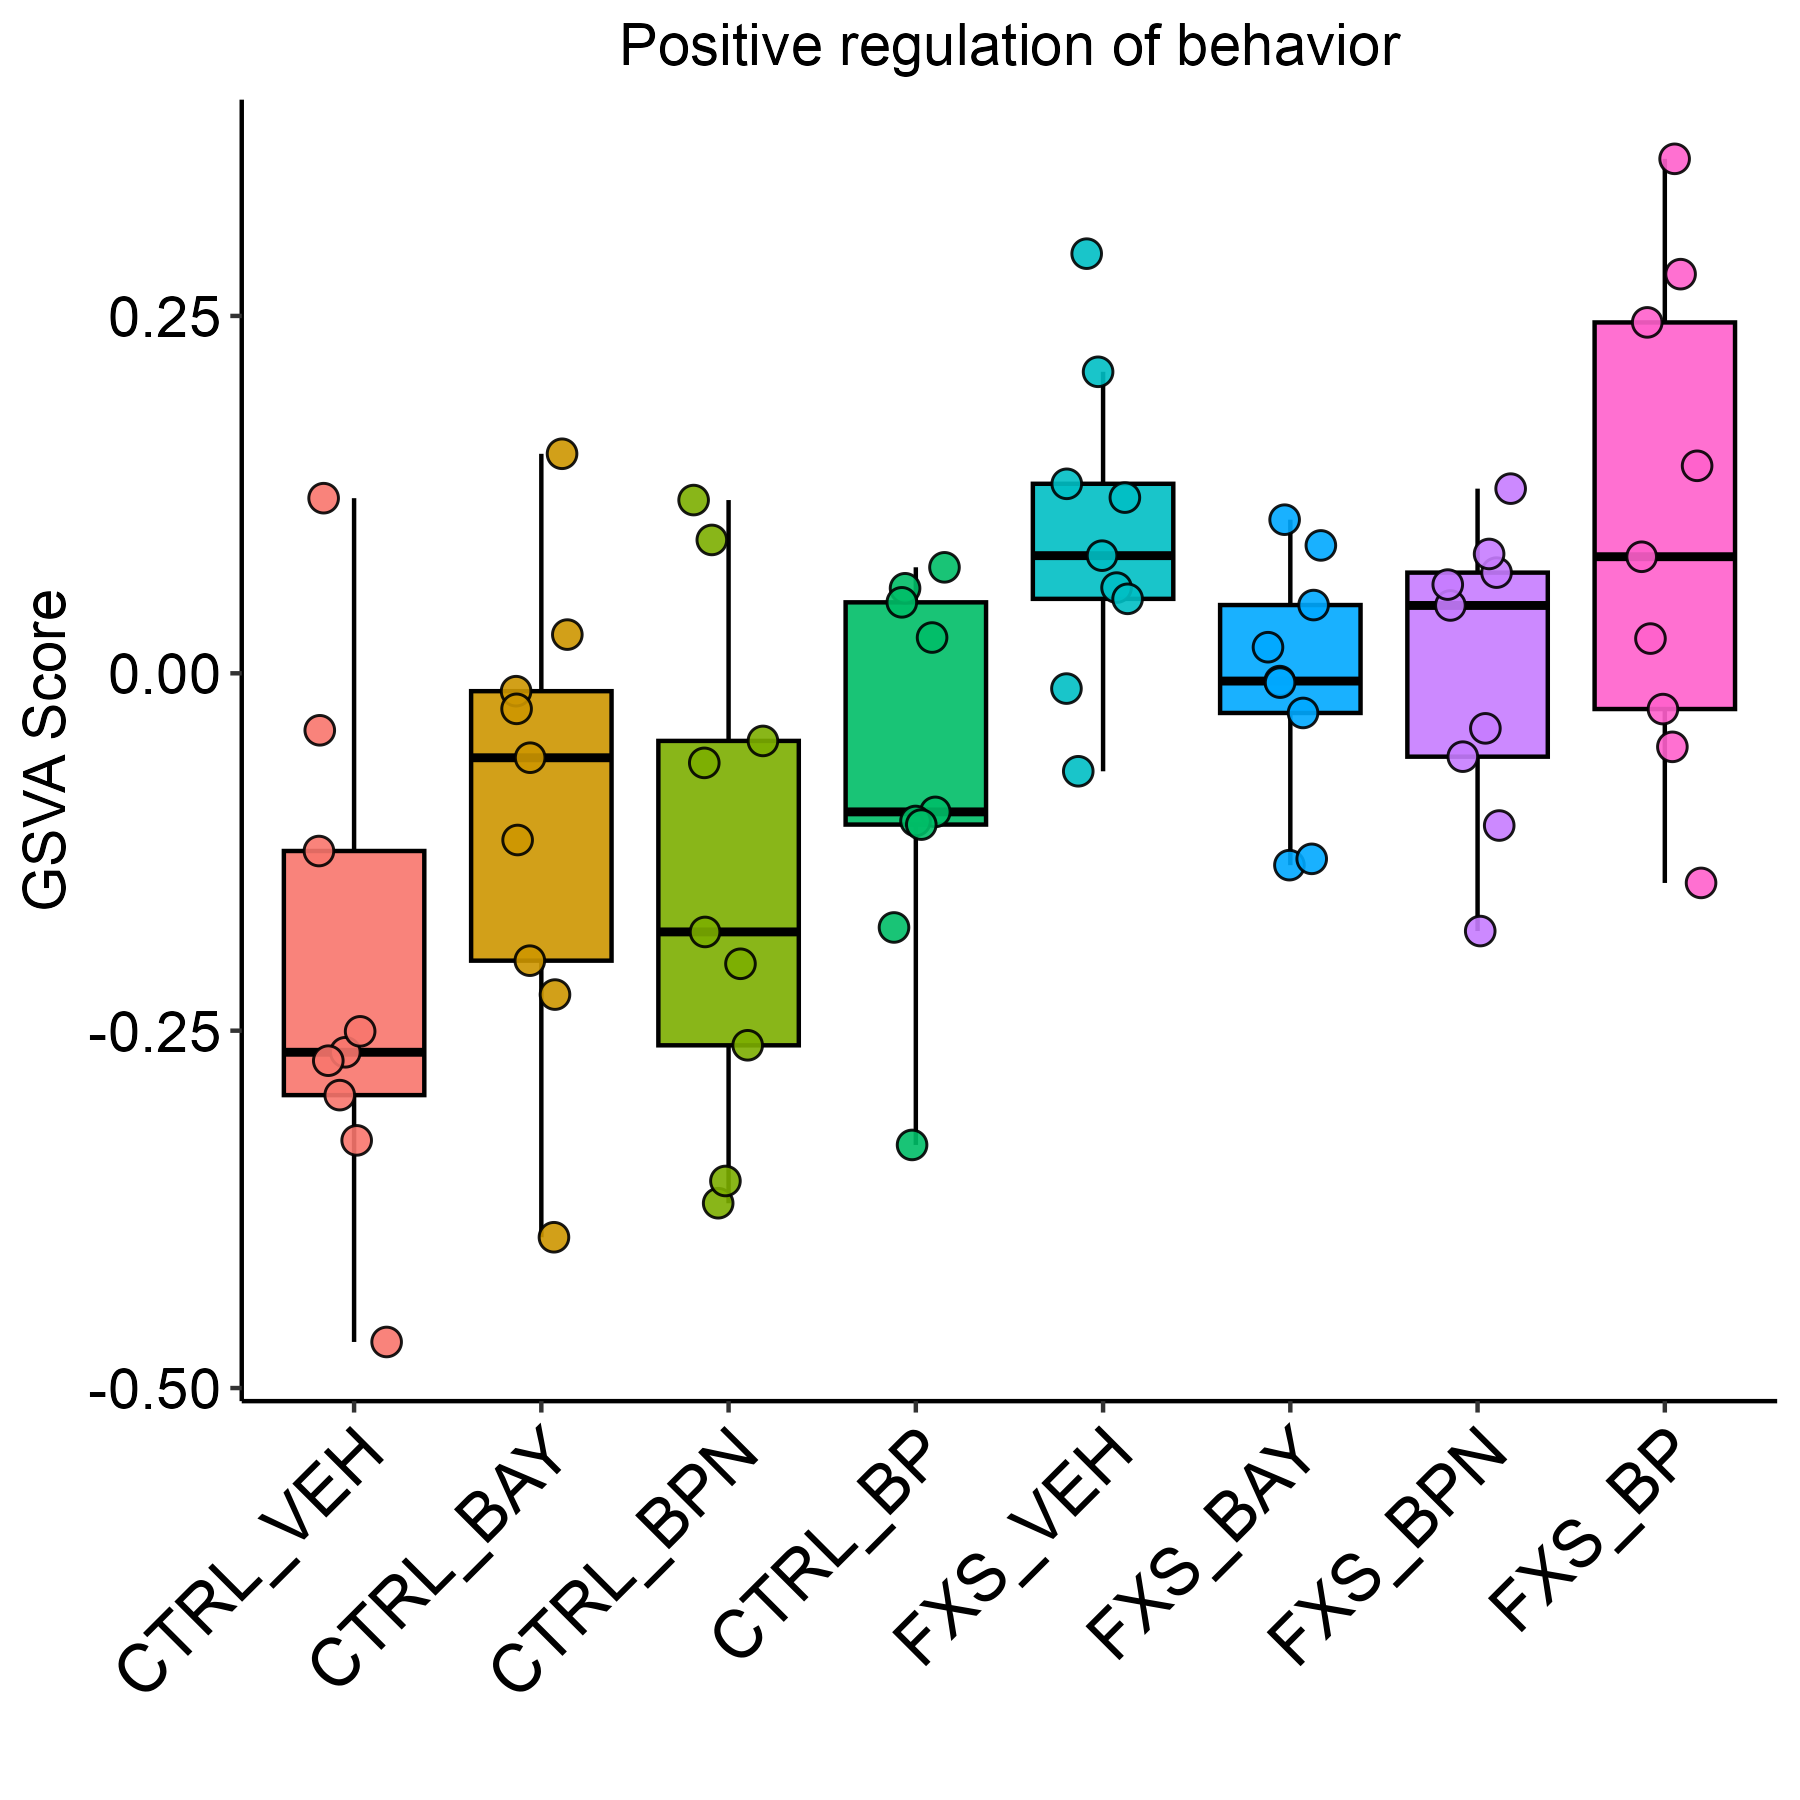 Positive regulation of behavior
GSVA Score
0.25
0.00
-0.25
-0.50
CTRL_VEH
CTRL_BAY
CTRL_BPN
CTRL_BP
FXS_VEH
FXS_BAY
FXS_BPN
FXS_BP